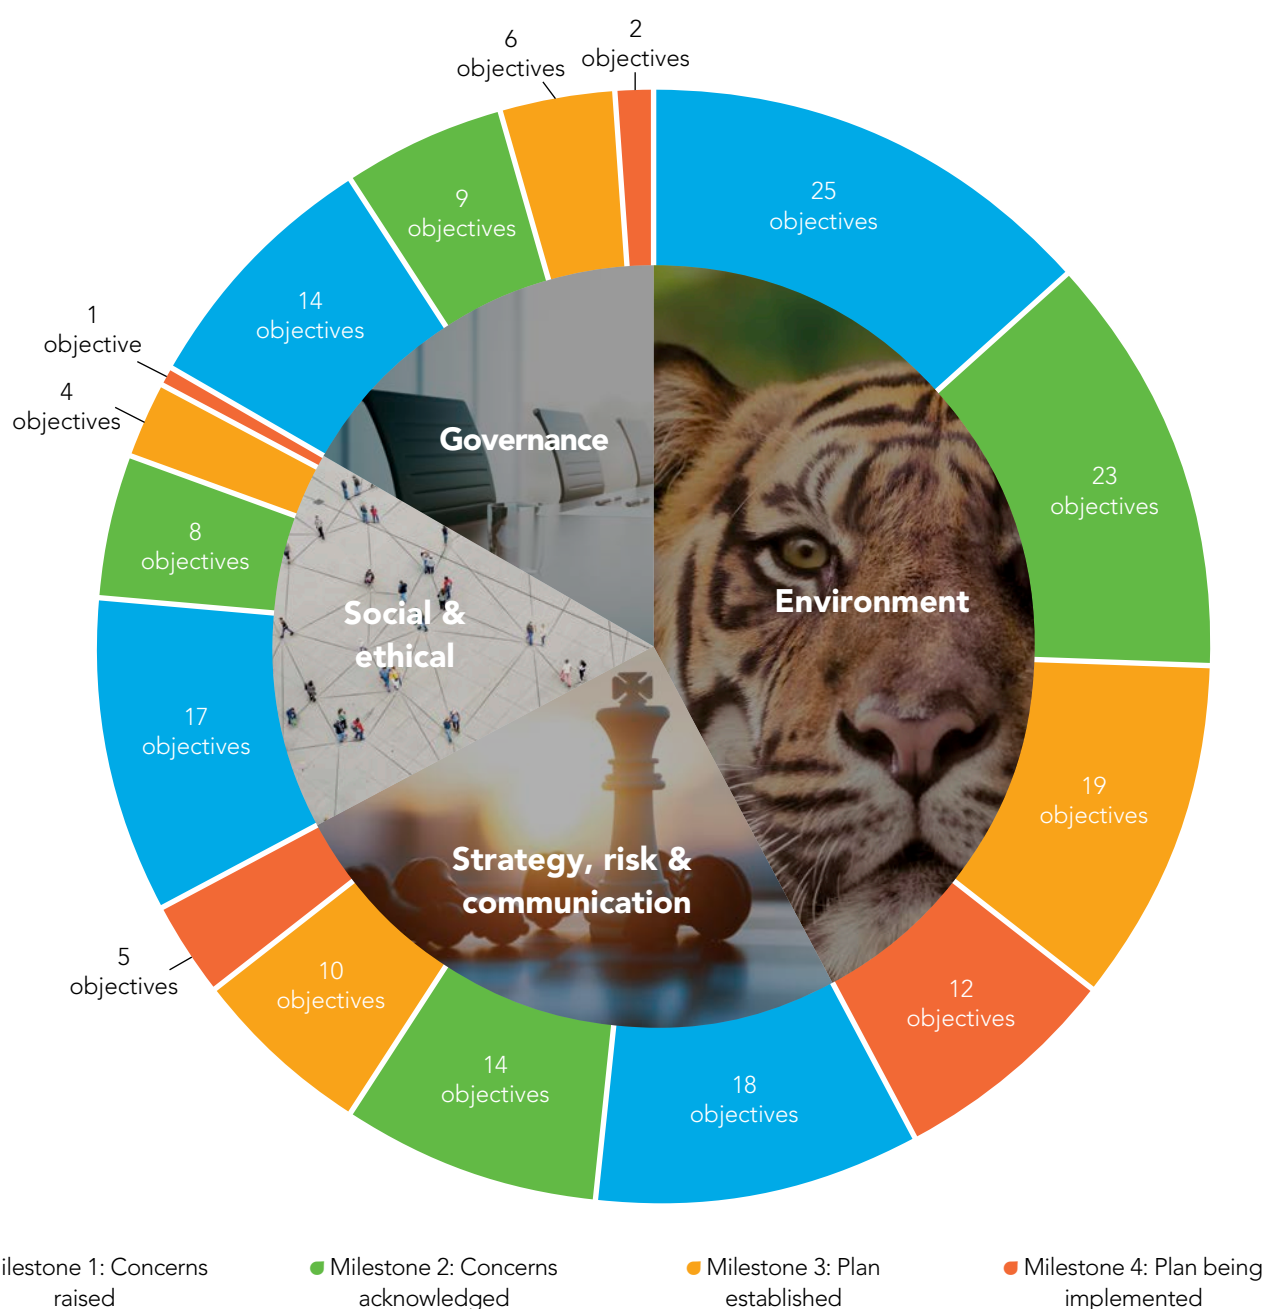 6
objectives
2
objectives
25
objectives
9
objectives
14
objectives
1
objective
4
objectives
Governance
23
objectives
8
objectives
Social &
ethical
Environment
17
objectives
19
objectives
Strategy, risk &
communication
5
objectives
10
objectives
12
objectives
14
objectives
18
objectives
ilestone 1: Concerns
raised
Milestone 2: Concerns
acknowledged
Milestone 3: Plan
established
Milestone 4: Plan being
implemented